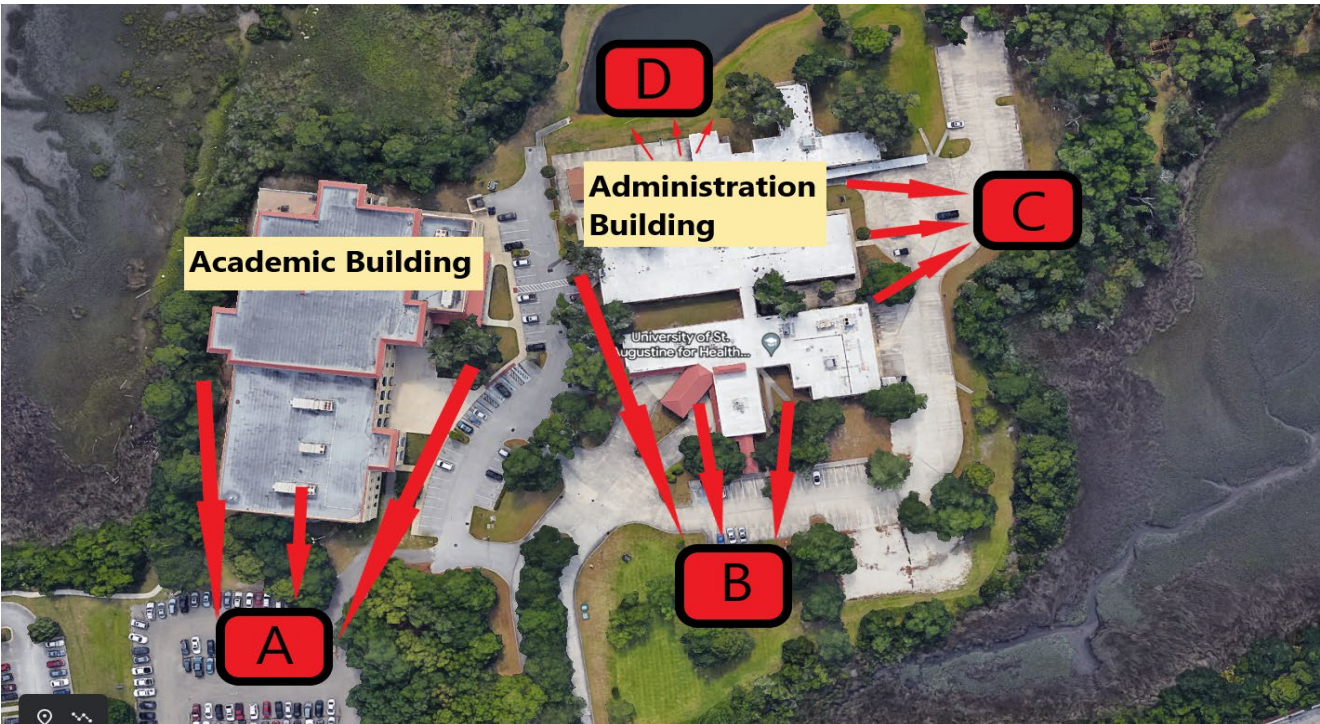 D
Administration
Building
C
Academic Building
University of St.
Augustine for Health...
B
A